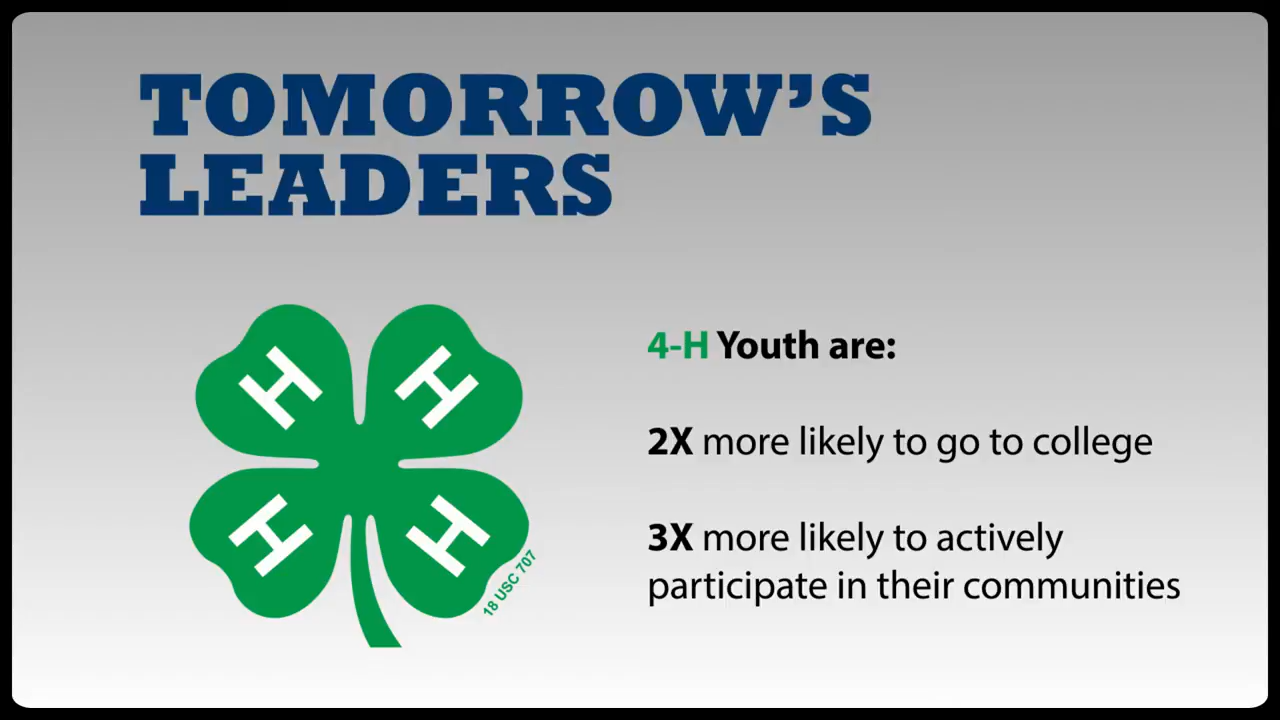 TOMORROW'S
LEADERS
H H
H H
18 USC 707
4-H Youth are:
2X more likely to go to college
3X more likely to actively
participate in their communities